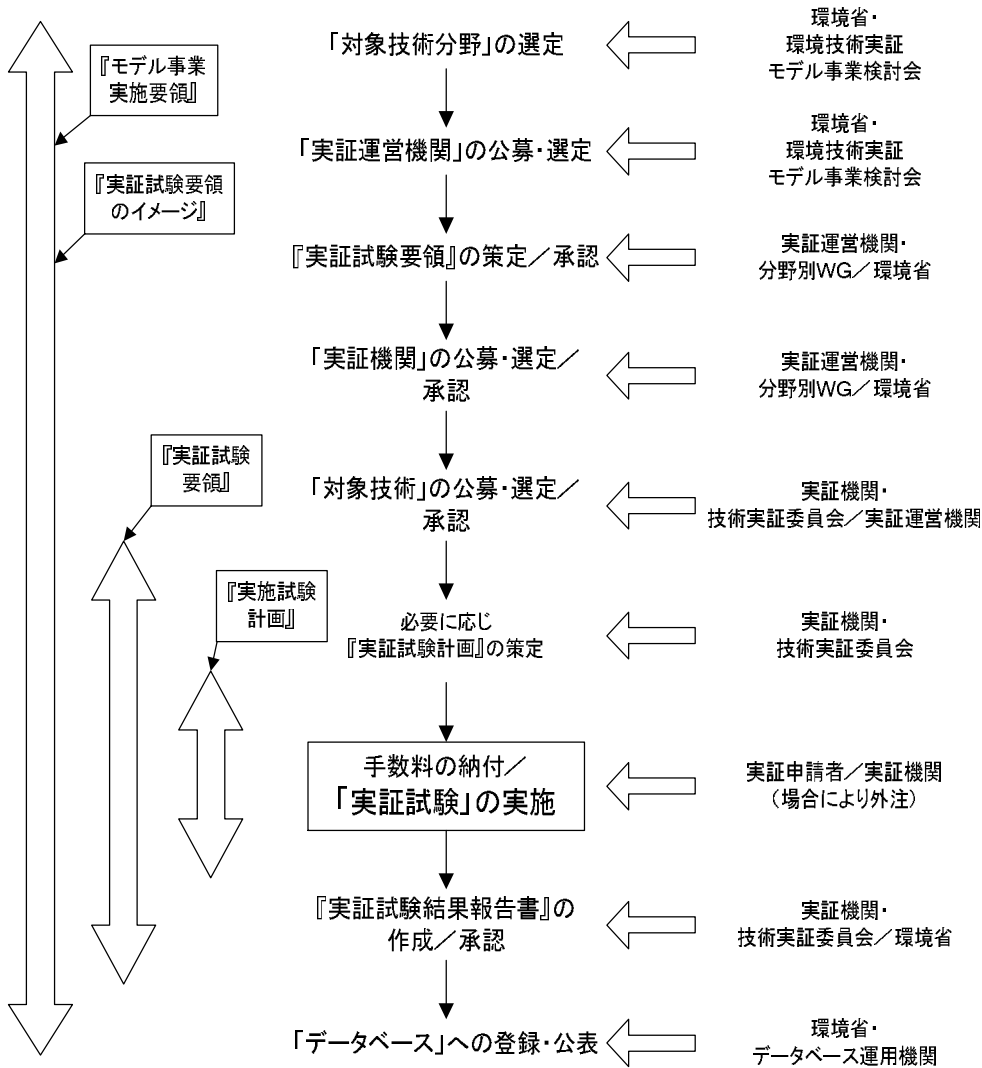 『モデル事業
実施要領』
『実証試験要領
のイメージ』
『実証試験
要領』
『実施試験
計画』
「対象技術分野」の選定
環境省・
環境技術実証
モデル事業検討会
「実証運営機関」の公募・選定
環境省・
環境技術実証
モデル事業検討会
『実証試験要領』の策定／承認
実証運営機関・
分野別WG／環境省
「実証機関」の公募・選定／
承認
実証運営機関・
分野別WG／環境省
「対象技術」の公募・選定／
承認
実証機関・
技術実証委員会／実証運営機関
必要に応じ
『実証試験計画』の策定
実証機関・
技術実証委員会
手数料の納付／
「実証試験」の実施
実証申請者／実証機関
（場合により外注）
『実証試験結果報告書』の
作成／承認
実証機関・
技術実証委員会／環境省
「データベース」への登録・公表
環境省・
データベース運用機関